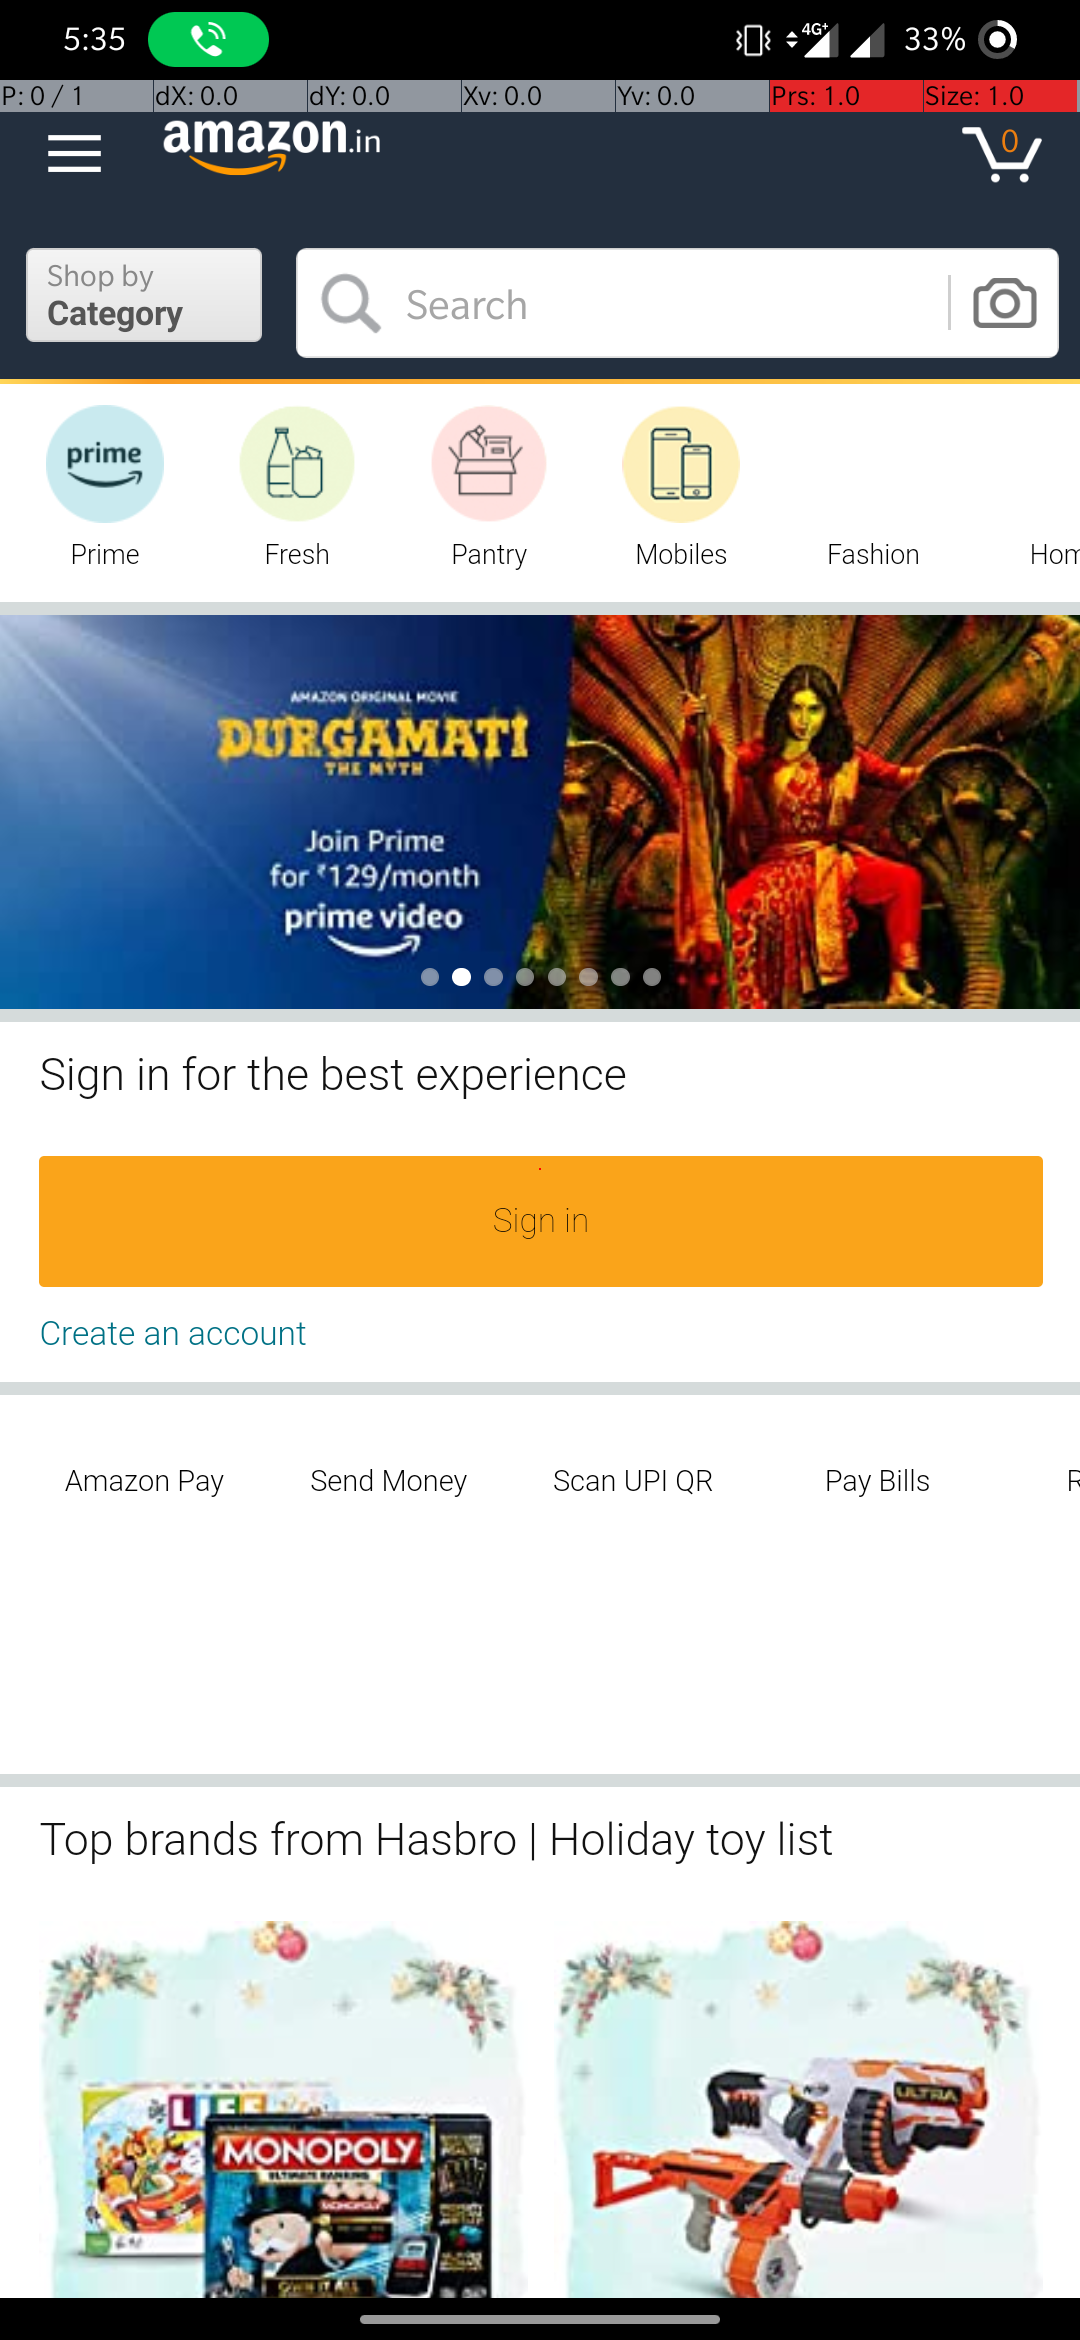 5:35
4G+
33%
P: 0 / 1 dX: 0.0 dY: 0.0 Xv: 0.0 Yv: 0.0 Prs: 1.0 Size: 1.0
amazon.in
0
Shop by
Category
Search
prime
Prime Fresh Pantry Mobiles Fashion Hom
AMAZON ORIGINAL MOVIE
DURGAMATI
THE MYTH
Join Prime
for ₹129/month
prime video
Sign in for the best experience
Sign in
Create an account
Amazon Pay Send Money Scan UPI QR Pay Bills R
Top brands from Hasbro | Holiday toy list
LIFE
MONOPOLY
ULTIMATE BANKING
MONOPOLY
ULTRA